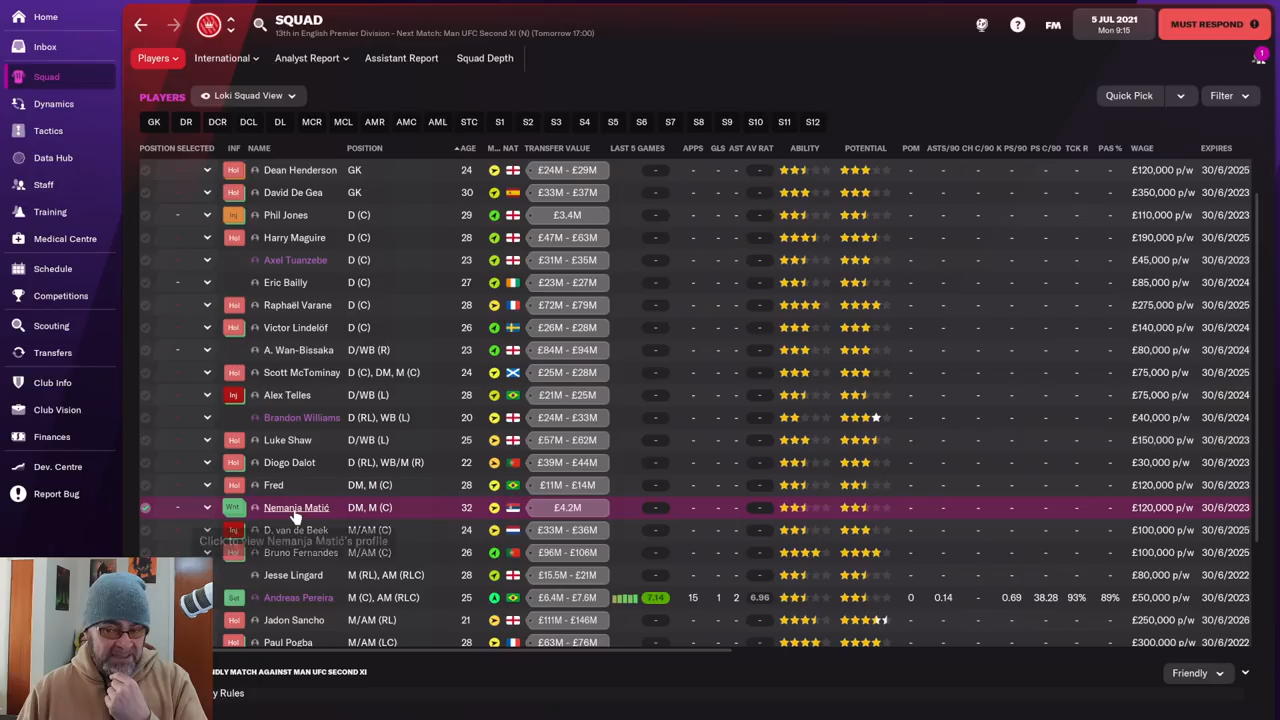 Home
SQUAD
13th in English Premier Division - Next Match: Man UFC Second XI (N) (Tomorrow 17:00)
FM
5 JUL 2021
Mon 9:15
MUST RESPOND
Inbox
Squad
Dynamics
Tactics
Data Hub
Staff
Training
Medical Centre
Schedule
Competitions
Scouting
Transfers
Club Info
Club Vision
Finances
Dev. Centre
Report Bug
Players
International
Analyst Report
Assistant Report
Squad Depth
1
PLAYERS
Loki Squad View
Quick Pick
Filter
GK DR DCR DCL DL MCR MCL AMR AMC AML STC S1 S2 S3 S4 S5 S6 S7 S8 S9 S10 S11 S12
POSITION SELECTED INF NAME POSITION AGE M... NAT TRANSFER VALUE LAST 5 GAMES APPS GLS AST AV RAT ABILITY POTENTIAL POM ASTS/90 CH C/90 K PS/90 PS C/90 TCK R PAS % WAGE EXPIRES
Hol Dean Henderson GK 24 £24M - £29M - - - - - - - - - - - - £120,000 p/w 30/6/2025
Hol David De Gea GK 30 £33M - £37M - - - - - - - - - - - - £350,000 p/w 30/6/2023
- Inj Phil Jones D (C) 29 £3.4M - - - - - - - - - - - - £110,000 p/w 30/6/2023
Hol Harry Maguire D (C) 28 £47M - £63M - - - - - - - - - - - - £190,000 p/w 30/6/2025
Axel Tuanzebe D (C) 23 £31M - £35M - - - - - - - - - - - - £45,000 p/w 30/6/2023
- Eric Bailly D (C) 27 £23M - £27M - - - - - - - - - - - - £85,000 p/w 30/6/2024
Hol Raphaël Varane D (C) 28 £72M - £79M - - - - - - - - - - - - £275,000 p/w 30/6/2025
Hol Victor Lindelöf D (C) 26 £26M - £28M - - - - - - - - - - - - £140,000 p/w 30/6/2024
- A. Wan-Bissaka D/WB (R) 23 £84M - £94M - - - - - - - - - - - - £80,000 p/w 30/6/2024
Hol Scott McTominay D (C), DM, M (C) 24 £25M - £28M - - - - - - - - - - - - £75,000 p/w 30/6/2025
Inj Alex Telles D/WB (L) 28 £21M - £25M - - - - - - - - - - - - £75,000 p/w 30/6/2024
Brandon Williams D (RL), WB (L) 20 £24M - £33M - - - - - - - - - - - - £40,000 p/w 30/6/2024
Hol Luke Shaw D/WB (L) 25 £57M - £62M - - - - - - - - - - - - £150,000 p/w 30/6/2023
Hol Diogo Dalot D (RL), WB/M (R) 22 £39M - £44M - - - - - - - - - - - - £30,000 p/w 30/6/2023
Hol Fred DM, M (C) 28 £11M - £14M - - - - - - - - - - - - £120,000 p/w 30/6/2023
- Wnt Nemanja Matić DM, M (C) 32 £4.2M - - - - - - - - - - - - £120,000 p/w 30/6/2023
Inj D. van de Beek M/AM (C) 24 £33M - £36M - - - - - - - - - - - - £100,000 p/w 30/6/2025
Click to view Nemanja Matić's profile
Hol Bruno Fernandes M/AM (C) 26 £96M - £106M - - - - - - - - - - - - £100,000 p/w 30/6/2025
Jesse Lingard M (RL), AM (RLC) 28 £15.5M - £21M - - - - - - - - - - - - £80,000 p/w 30/6/2022
Set Andreas Pereira M (C), AM (RLC) 25 £6.4M - £7.6M 7.14 15 1 2 6.96 0 0.14 - 0.69 38.28 93% 89% £50,000 p/w 30/6/2023
Jadon Sancho M/AM (RL) 21 £111M - £146M - - - - - - - - - - - - £250,000 p/w 30/6/2026
Hol Paul Pogba M/AM (LC) 28 £63M - £76M - - - - - - - - - - - - £300,000 p/w 30/6/2022
NDLY MATCH AGAINST MAN UFC SECOND XI
Friendly
y Rules